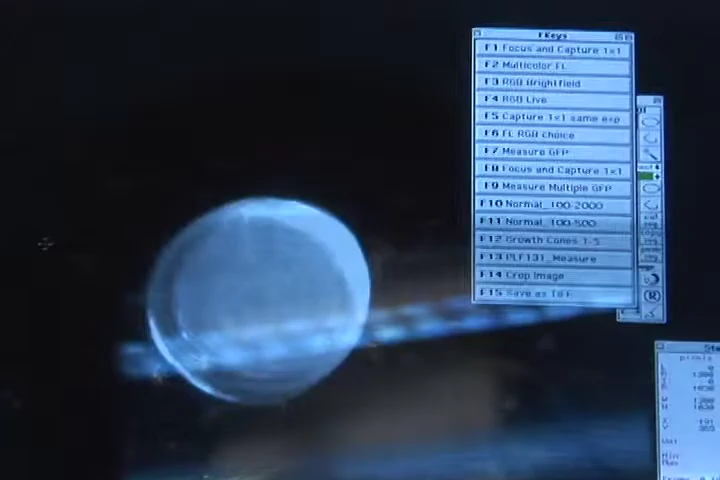 FKeys
F1 Focus and Capture 1x1
F2 Multicolor FL
F3 RGB Brightfield
F4 RGB Live
F5 Capture 1x1 same exp
F6 FL RGB choice
F7 Measure GFP
F8 Focus and Capture 1x1
F9 Measure Multiple GFP
F10 Normal_100-2000
F11 Normal_100-500
F12 Growth Cones 1-5
F13 PLF131_Measure
F14 Crop Image
F15 Save as TIFF
pixels